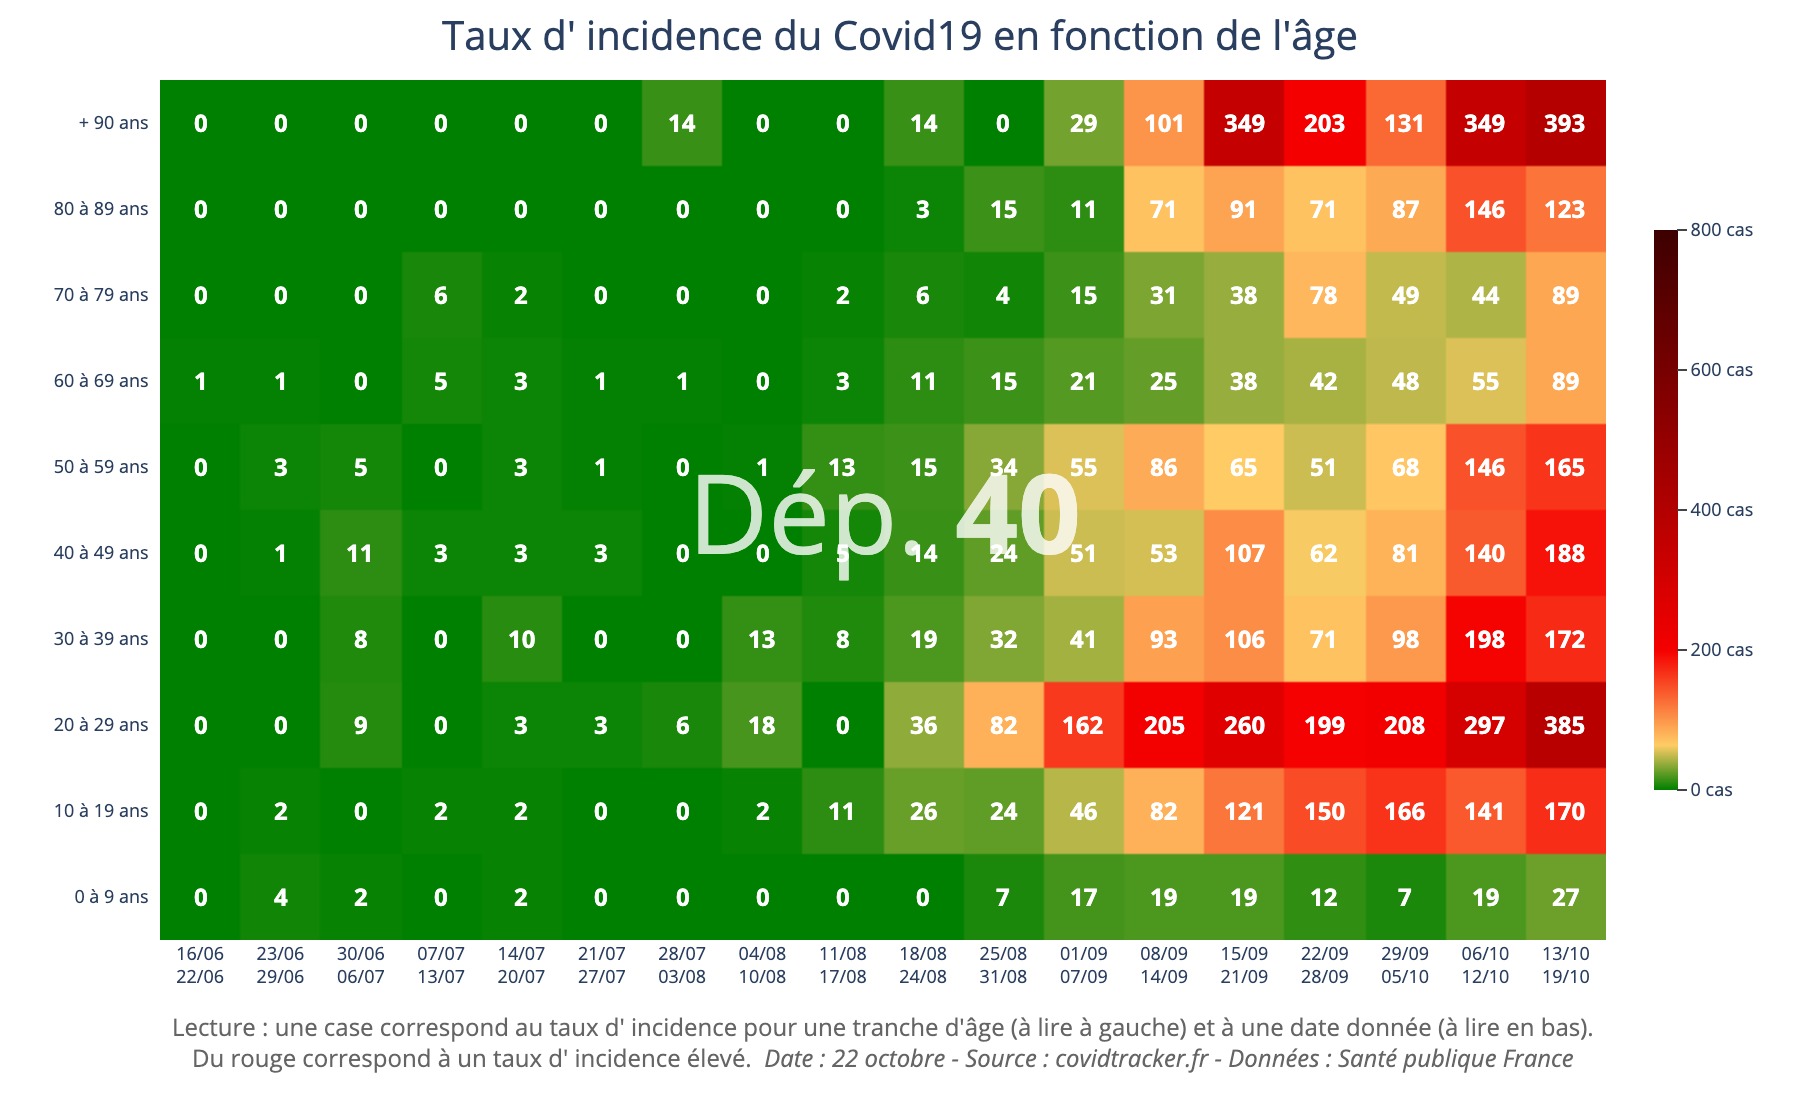 Taux d' incidence du Covid19 en fonction de l'âge
+ 90 ans 0 0 0 0 0 0 14 0 0 14 0 29 101 349 203 131 349 393
80 à 89 ans 0 0 0 0 0 0 0 0 0 3 15 11 71 91 71 87 146 123
70 à 79 ans 0 0 0 6 2 0 0 0 2 6 4 15 31 38 78 49 44 89
60 à 69 ans 1 1 0 5 3 1 1 0 3 11 15 21 25 38 42 48 55 89
50 à 59 ans 0 3 5 0 3 1 0 1 13 15 34 55 86 65 51 68 146 165
Dép. 40
40 à 49 ans 0 1 11 3 3 3 0 0 5 14 24 51 53 107 62 81 140 188
30 à 39 ans 0 0 8 0 10 0 0 13 8 19 32 41 93 106 71 98 198 172
20 à 29 ans 0 0 9 0 3 3 6 18 0 36 82 162 205 260 199 208 297 385
10 à 19 ans 0 2 0 2 2 0 0 2 11 26 24 46 82 121 150 166 141 170
0 à 9 ans 0 4 2 0 2 0 0 0 0 0 7 17 19 19 12 7 19 27
16/06 23/06 30/06 07/07 14/07 21/07 28/07 04/08 11/08 18/08 25/08 01/09 08/09 15/09 22/09 29/09 06/10 13/10
22/06 29/06 06/07 13/07 20/07 27/07 03/08 10/08 17/08 24/08 31/08 07/09 14/09 21/09 28/09 05/10 12/10 19/10
800 cas
600 cas
400 cas
200 cas
0 cas
Lecture : une case correspond au taux d' incidence pour une tranche d'âge (à lire à gauche) et à une date donnée (à lire en bas).
Du rouge correspond à un taux d' incidence élevé. Date : 22 octobre - Source : covidtracker.fr - Données : Santé publique France